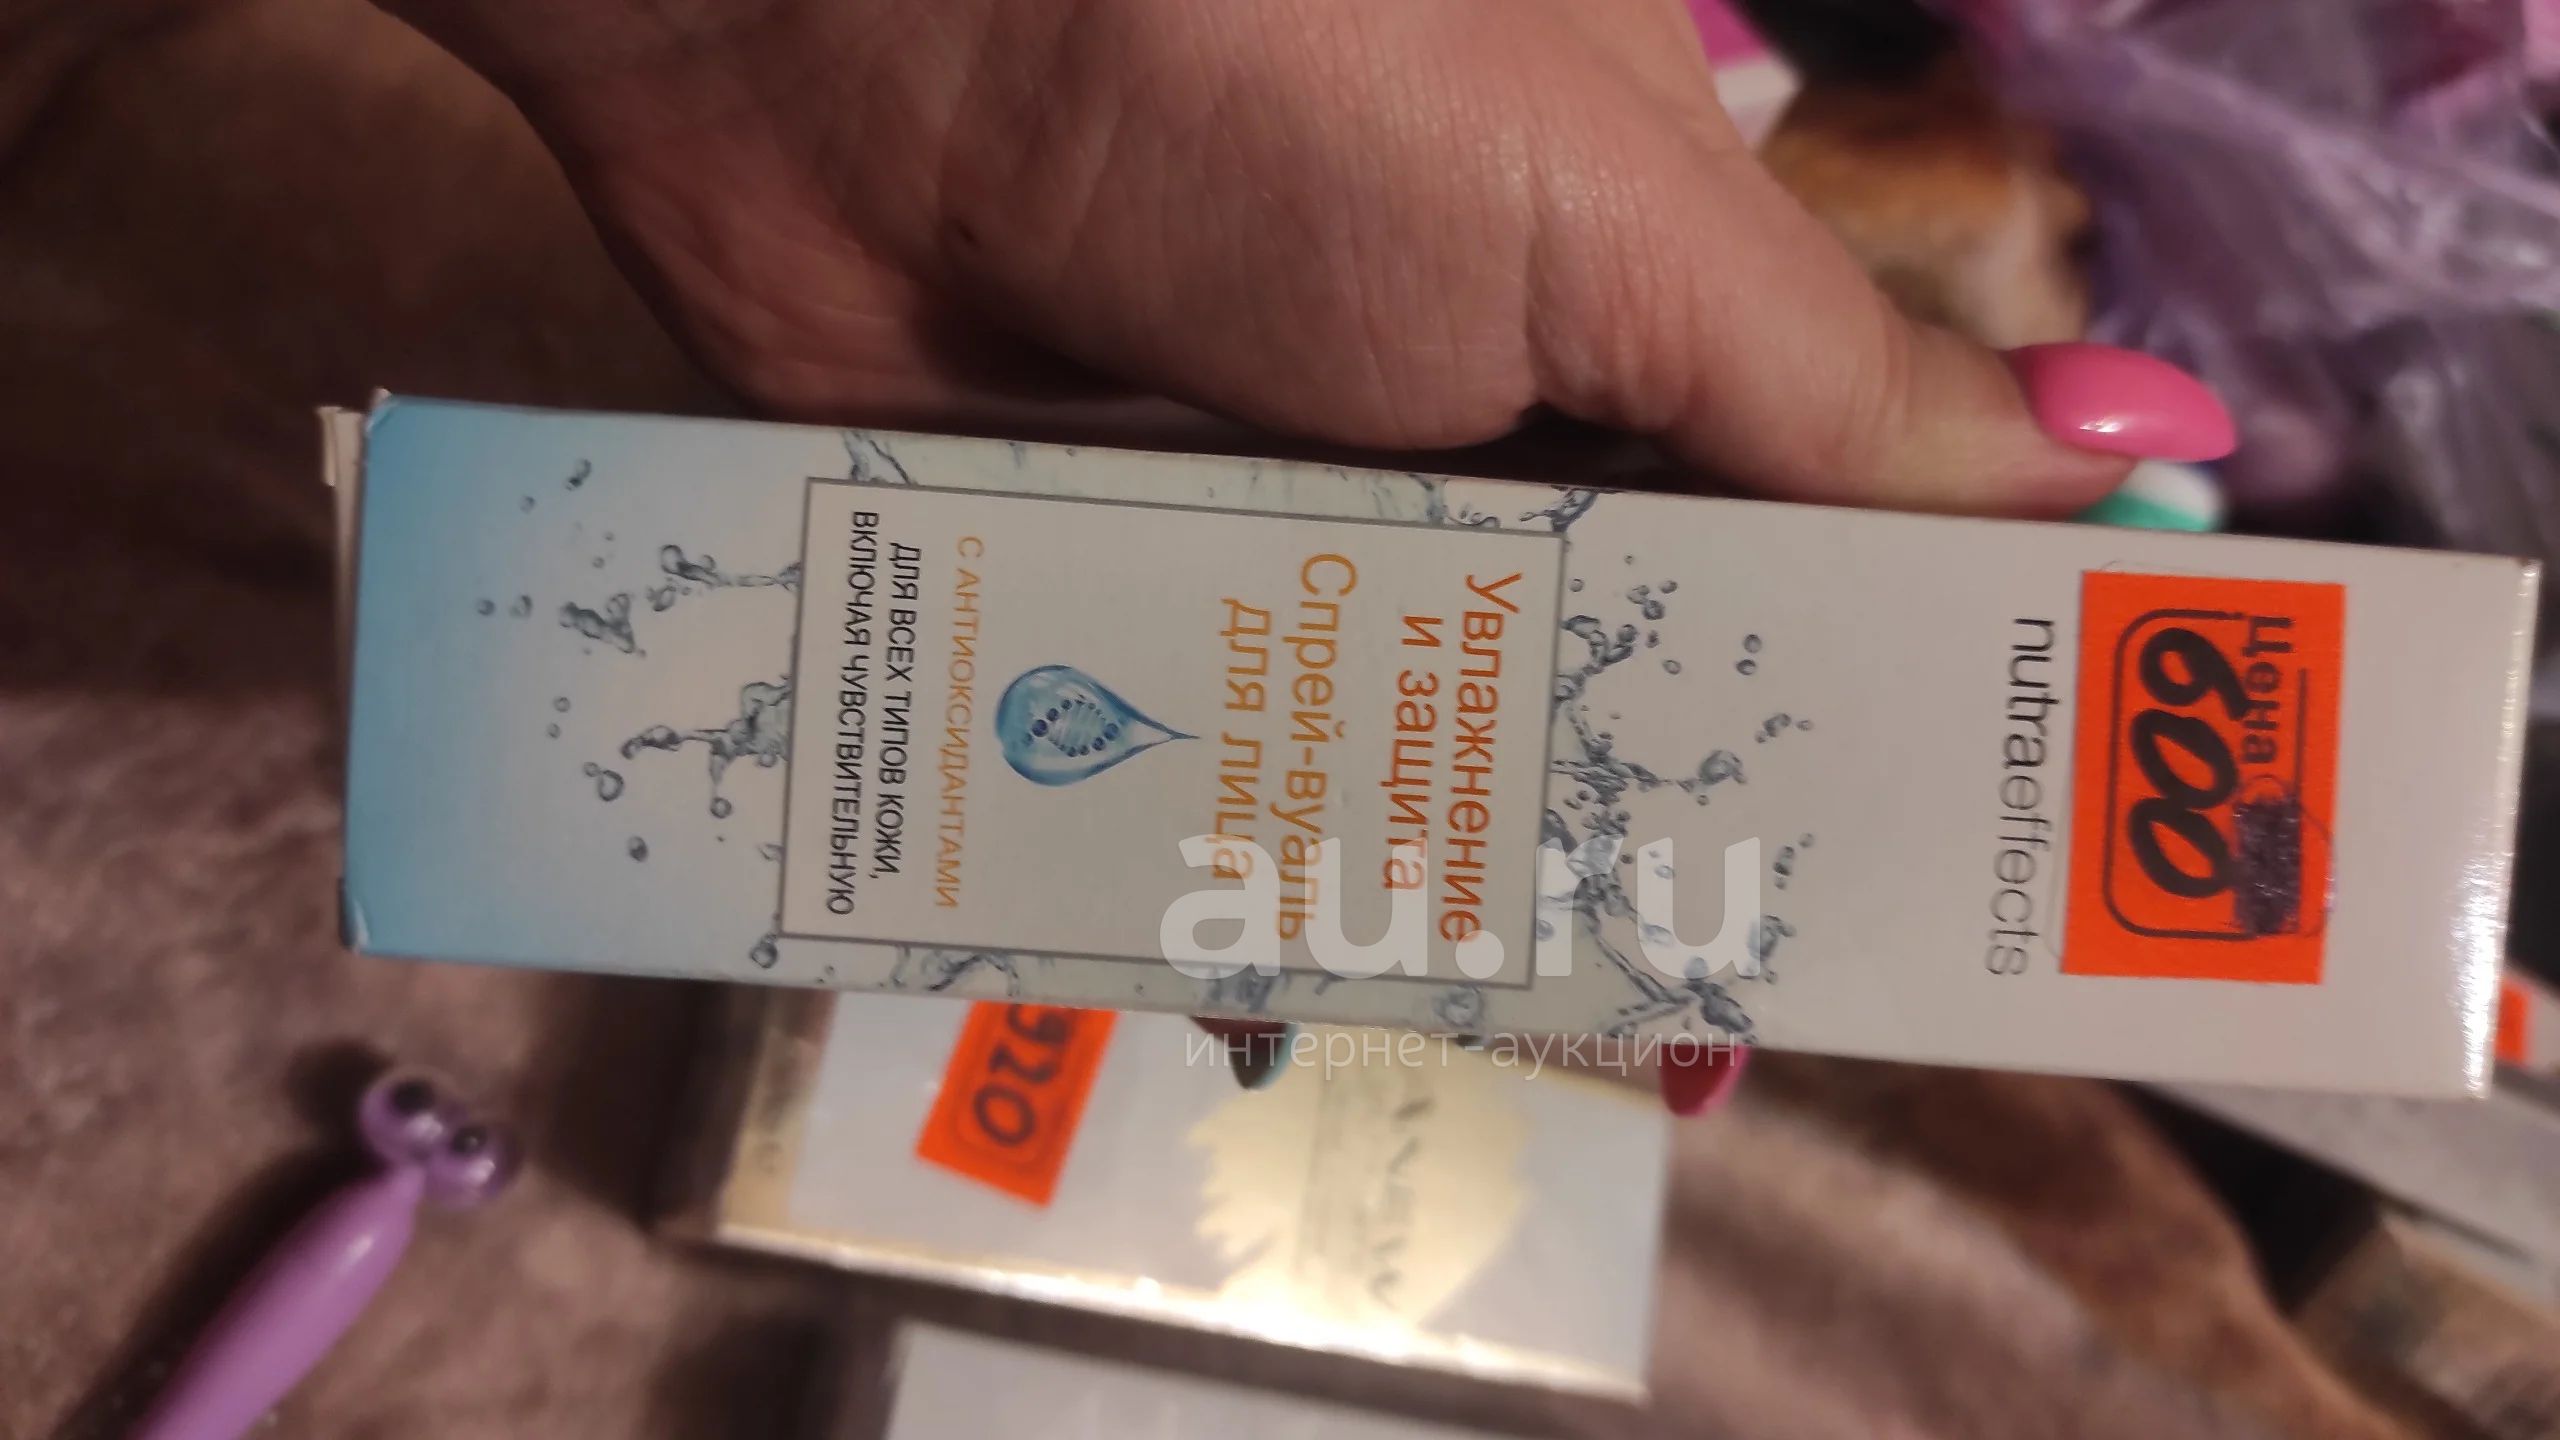 Цена
600
nutraeffects
Увлажнение
и защита
Спрей-вуаль
для лица
С АНТИОКСИДАНТАМИ
ДЛЯ ВСЕХ ТИПОВ КОЖИ,
ВКЛЮЧАЯ ЧУВСТВИТЕЛЬНУЮ
au.ru
интернет-аукцион
920
ANEW